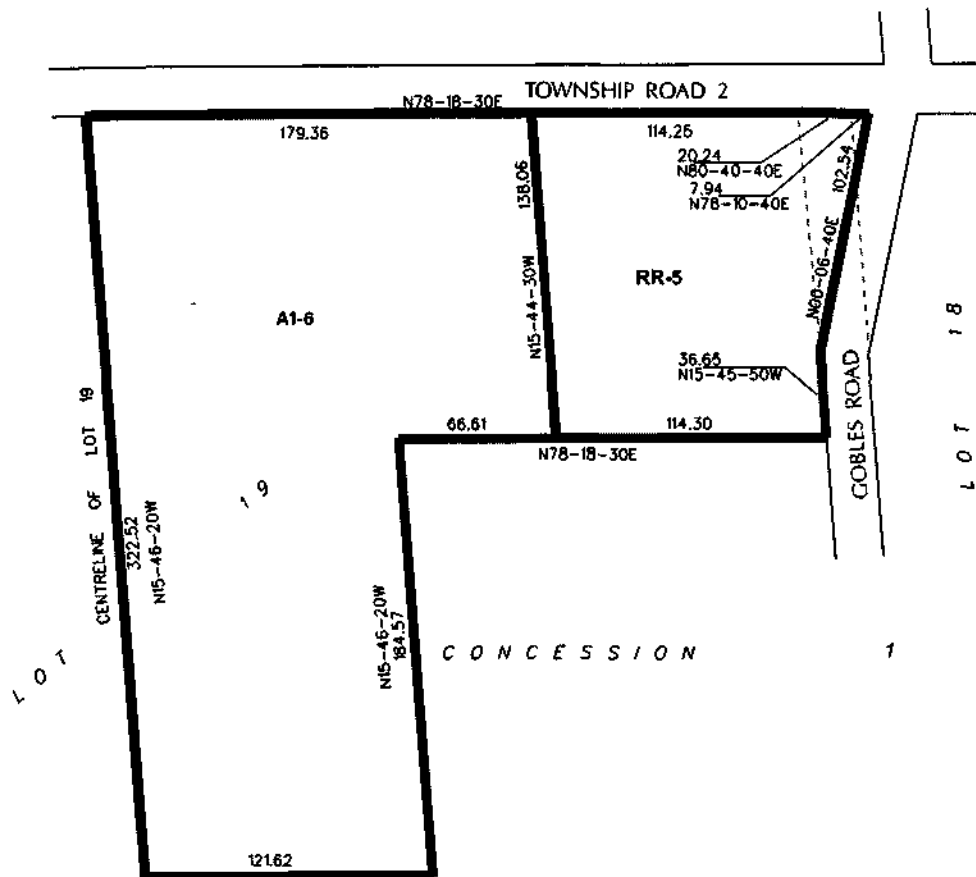 TOWNSHIP ROAD 2
N78-18-30E
179.36
114.25
20.24
N80-40-40E
7.94
N78-10-40E
102.54
N06-06-40E
138.06
N15-44-30W
RR-5
A1-6
36.65
N15-45-50W
66.61
114.30
N78-18-30E
GOBLES ROAD
LOT 18
CENTRELINE OF LOT 19
322.52
N15-46-20W
LOT 19
N15-46-20W
184.57
CONCESSION 1
121.62